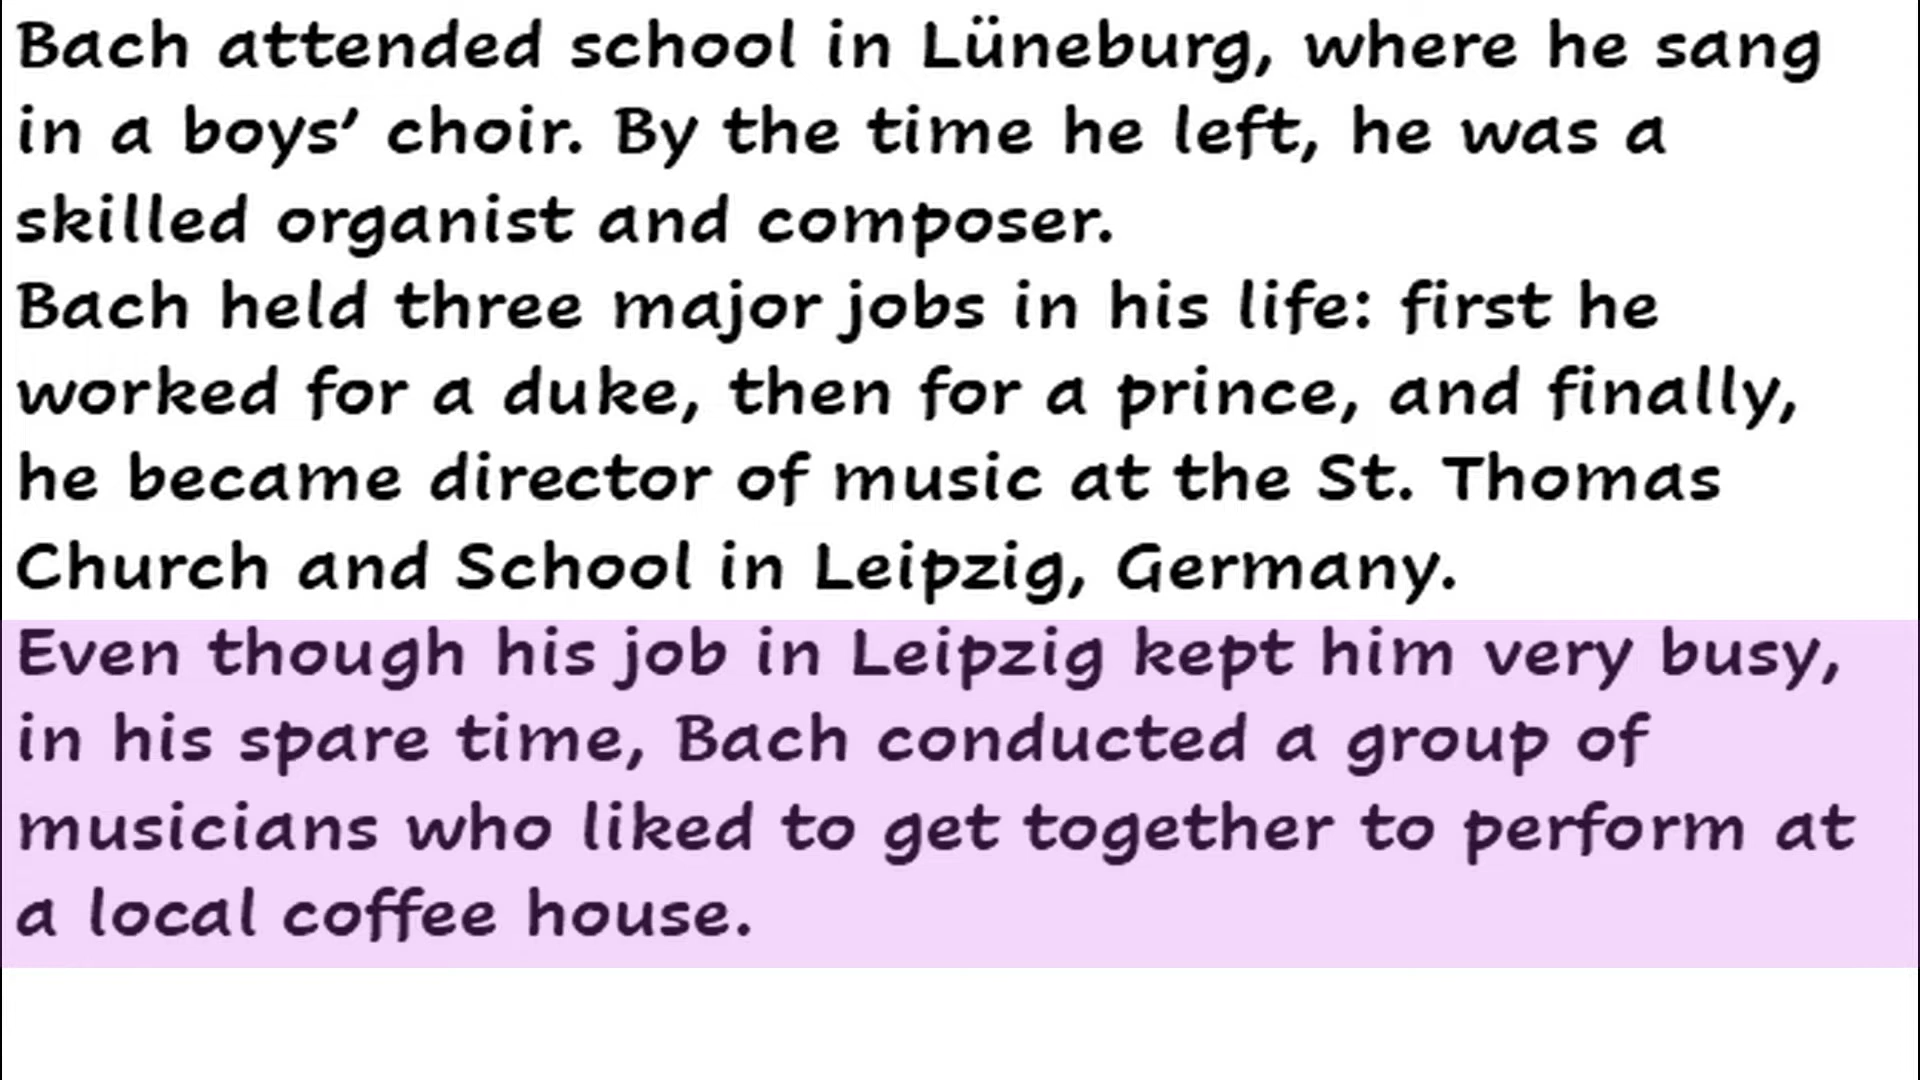 Bach attended school in Lüneburg, where he sang
in a boys’ choir. By the time he left, he was a
skilled organist and composer.
Bach held three major jobs in his life: first he
worked for a duke, then for a prince, and finally,
he became director of music at the St. Thomas
Church and School in Leipzig, Germany.
Even though his job in Leipzig kept him very busy,
in his spare time, Bach conducted a group of
musicians who liked to get together to perform at
a local coffee house.